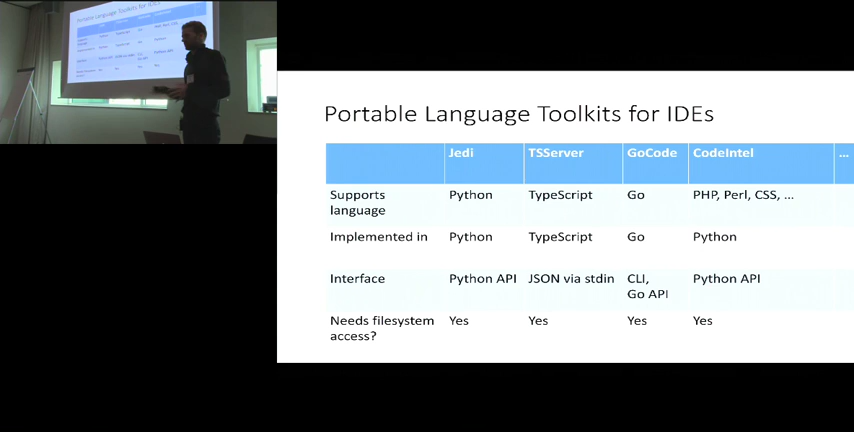 Portable Language Toolkits for IDEs
Jedi TSServer GoCode CodeIntel ...
Supports language Python TypeScript Go PHP, Perl, CSS, ...
Implemented in Python TypeScript Go Python
Interface Python API JSON via stdin CLI, Go API Python API
Needs filesystem access? Yes Yes Yes Yes